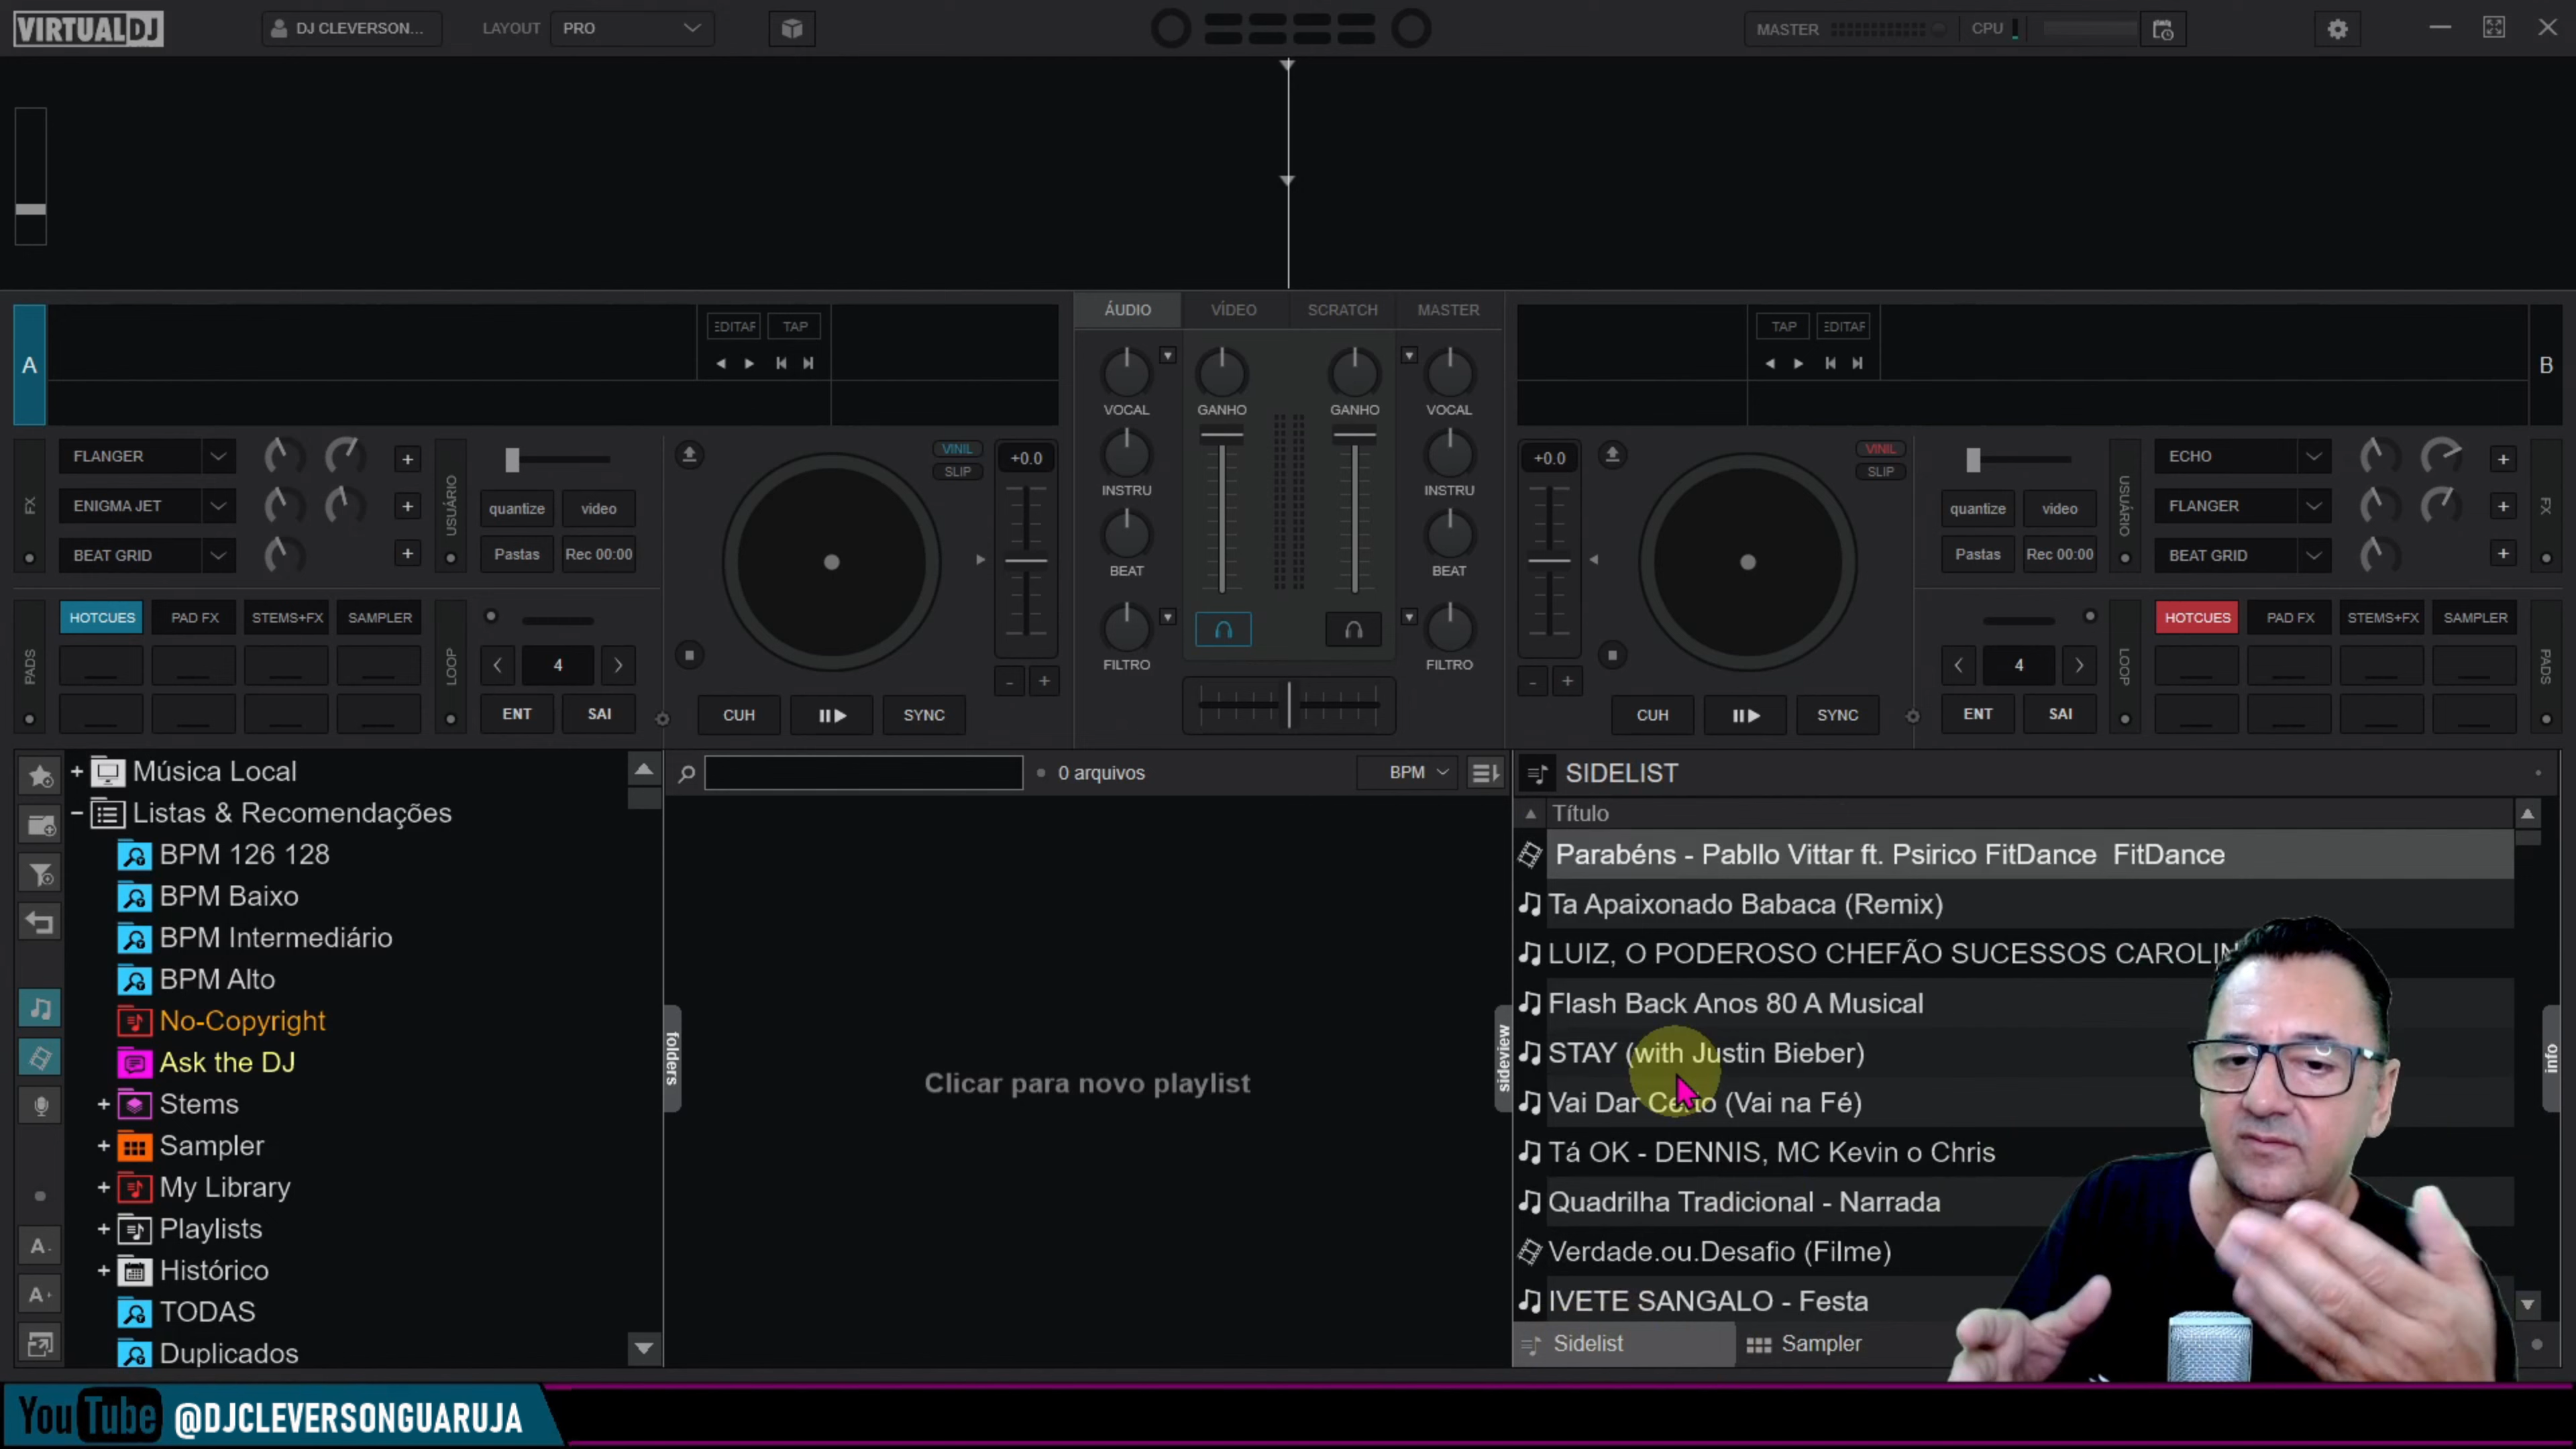 VIRTUALDJ
DJ CLEVERSON...
LAYOUT
PRO
MASTER
CPU
A
TAP
ÁUDIO
VÍDEO
SCRATCH
MASTER
TAP
B
VOCAL
GANHO
GANHO
VOCAL
FX
FLANGER
ENIGMA JET
BEAT GRID
USUÁRIO
quantize
video
Pastas
Rec 00:00
VINIL
SLIP
+0.0
INSTRU
BEAT
FILTRO
INSTRU
BEAT
FILTRO
+0.0
VINIL
SLIP
quantize
video
Pastas
Rec 00:00
USUÁRIO
ECHO
FLANGER
BEAT GRID
FX
PADS
HOTCUES
PAD FX
STEMS+FX
SAMPLER
LOOP
4
ENT
SAI
CUH
SYNC
CUH
SYNC
4
ENT
SAI
LOOP
HOTCUES
PAD FX
STEMS+FX
SAMPLER
PADS
Música Local
Listas & Recomendações
BPM 126 128
BPM Baixo
BPM Intermediário
BPM Alto
No-Copyright
Ask the DJ
Stems
Sampler
My Library
Playlists
Histórico
TODAS
Duplicados
A-
A+
folders
0 arquivos
BPM
Clicar para novo playlist
sideview
SIDELIST
Título
Parabéns - Pabllo Vittar ft. Psirico FitDance  FitDance
Ta Apaixonado Babaca (Remix)
LUIZ, O PODEROSO CHEFÃO SUCESSOS CAROLIN
Flash Back Anos 80 A Musical
STAY (with Justin Bieber)
Vai Dar Certo (Vai na Fé)
Tá OK - DENNIS, MC Kevin o Chris
Quadrilha Tradicional - Narrada
Verdade.ou.Desafio (Filme)
IVETE SANGALO - Festa
Sidelist
Sampler
info
YouTube @DJCLEVERSONGUARUJA